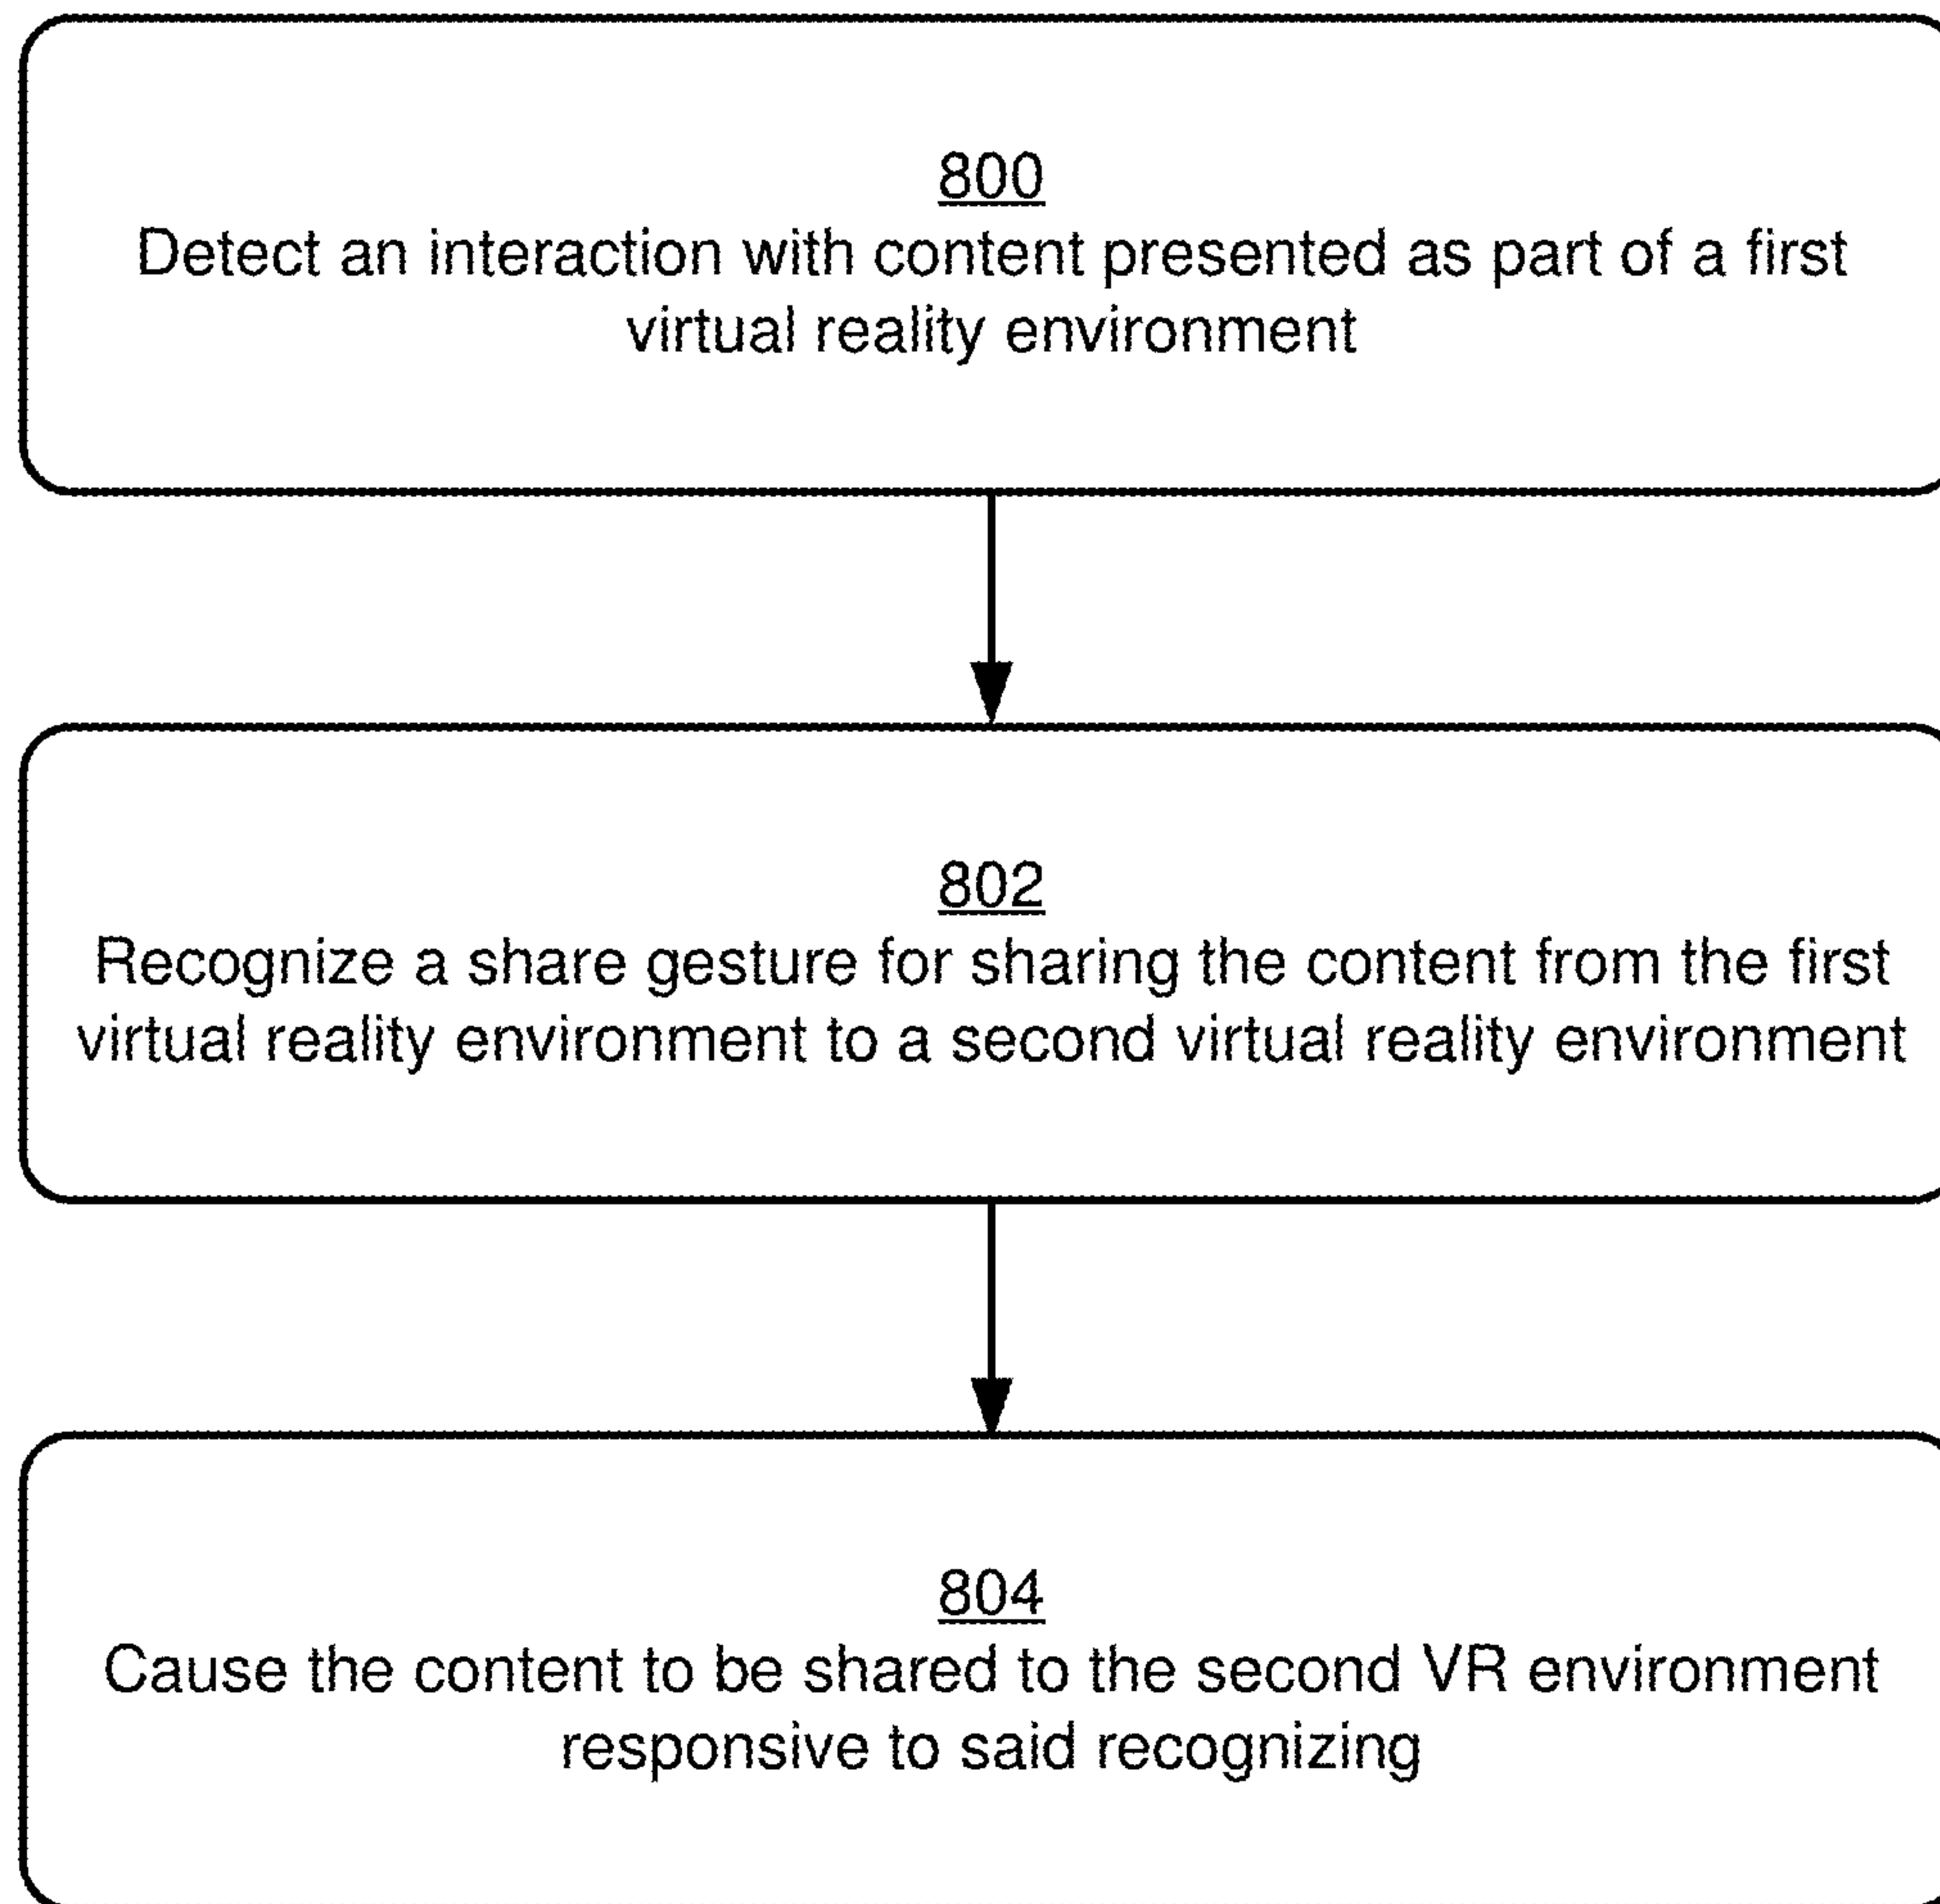 800
Detect an interaction with content presented as part of a first
virtual reality environment
802
Recognize a share gesture for sharing the content from the first
virtual reality environment to a second virtual reality environment
804
Cause the content to be shared to the second VR environment
responsive to said recognizing